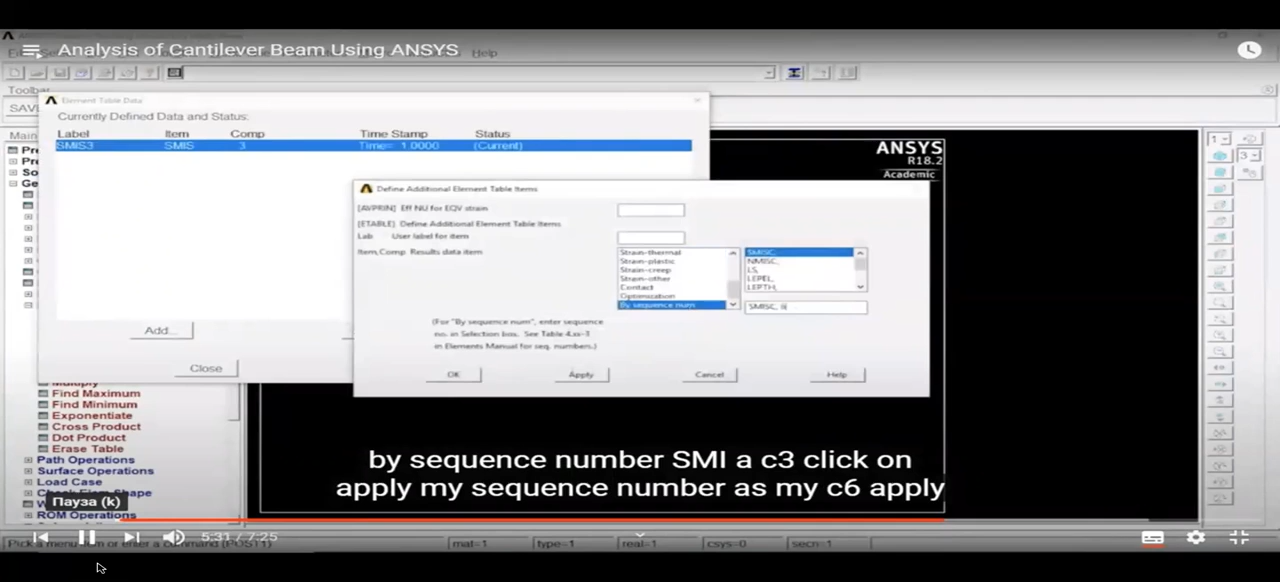 Analysis of Cantilever Beam Using ANSYS
Help
Toolbar
SAV
Element Table Data
Currently Defined Data and Status:
Label Item Comp Time Stamp Status
SMIS3 SMIS 3 Time= 1.0000 (Current)
Main
ANSYS
R18.2
Academic
Define Additional Element Table Items
[AVPRIN] Eff NU for EQV strain
[ETABLE] Define Additional Element Table Items
Lab User label for item
Item,Comp Results data item
Strain-thermal
Strain-plastic
Strain-creep
Strain-other
Contact
Optimization
By sequence num
SMISC,
NMISC,
LS,
LEPEL,
LEPTH,
SMISC, 6
(For "By sequence num", enter sequence
no. in Selection box. See Table 4.xx-3
in Elements Manual for seq. numbers.)
Add...
Close
OK Apply Cancel Help
Multiply
Find Maximum
Find Minimum
Exponentiate
Cross Product
Dot Product
Erase Table
Path Operations
Surface Operations
Load Case
Check Elem Shape
ROM Operations
by sequence number SMI a c3 click on
apply my sequence number as my c6 apply
Пауза (k)
5:31 / 7:25
Pick a menu item or enter a command (POST1)
mat=1 type=1 real=1 csys=0 secn=1